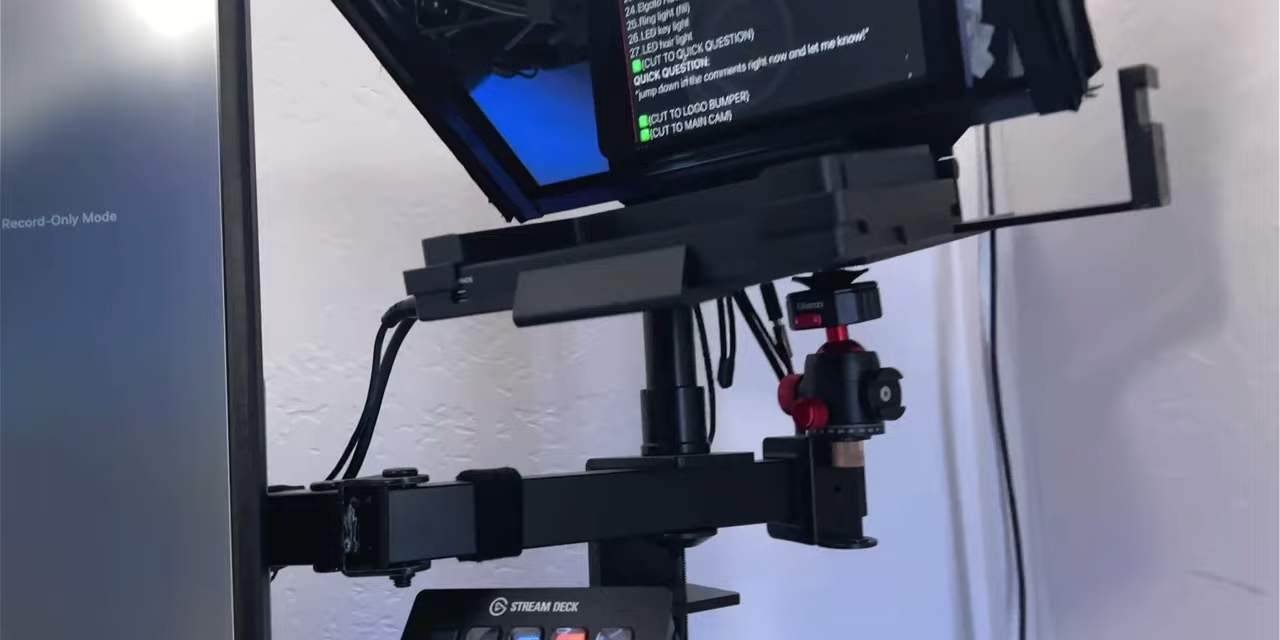 24.Elgato
25.Ring light (fill)
26.LED key light
27.LED hair light
(CUT TO QUICK QUESTION)
QUICK QUESTION:
"jump down in the comments right now and let me know!"
(CUT TO LOGO BUMPER)
(CUT TO MAIN CAM)
Record-Only Mode
STREAM DECK